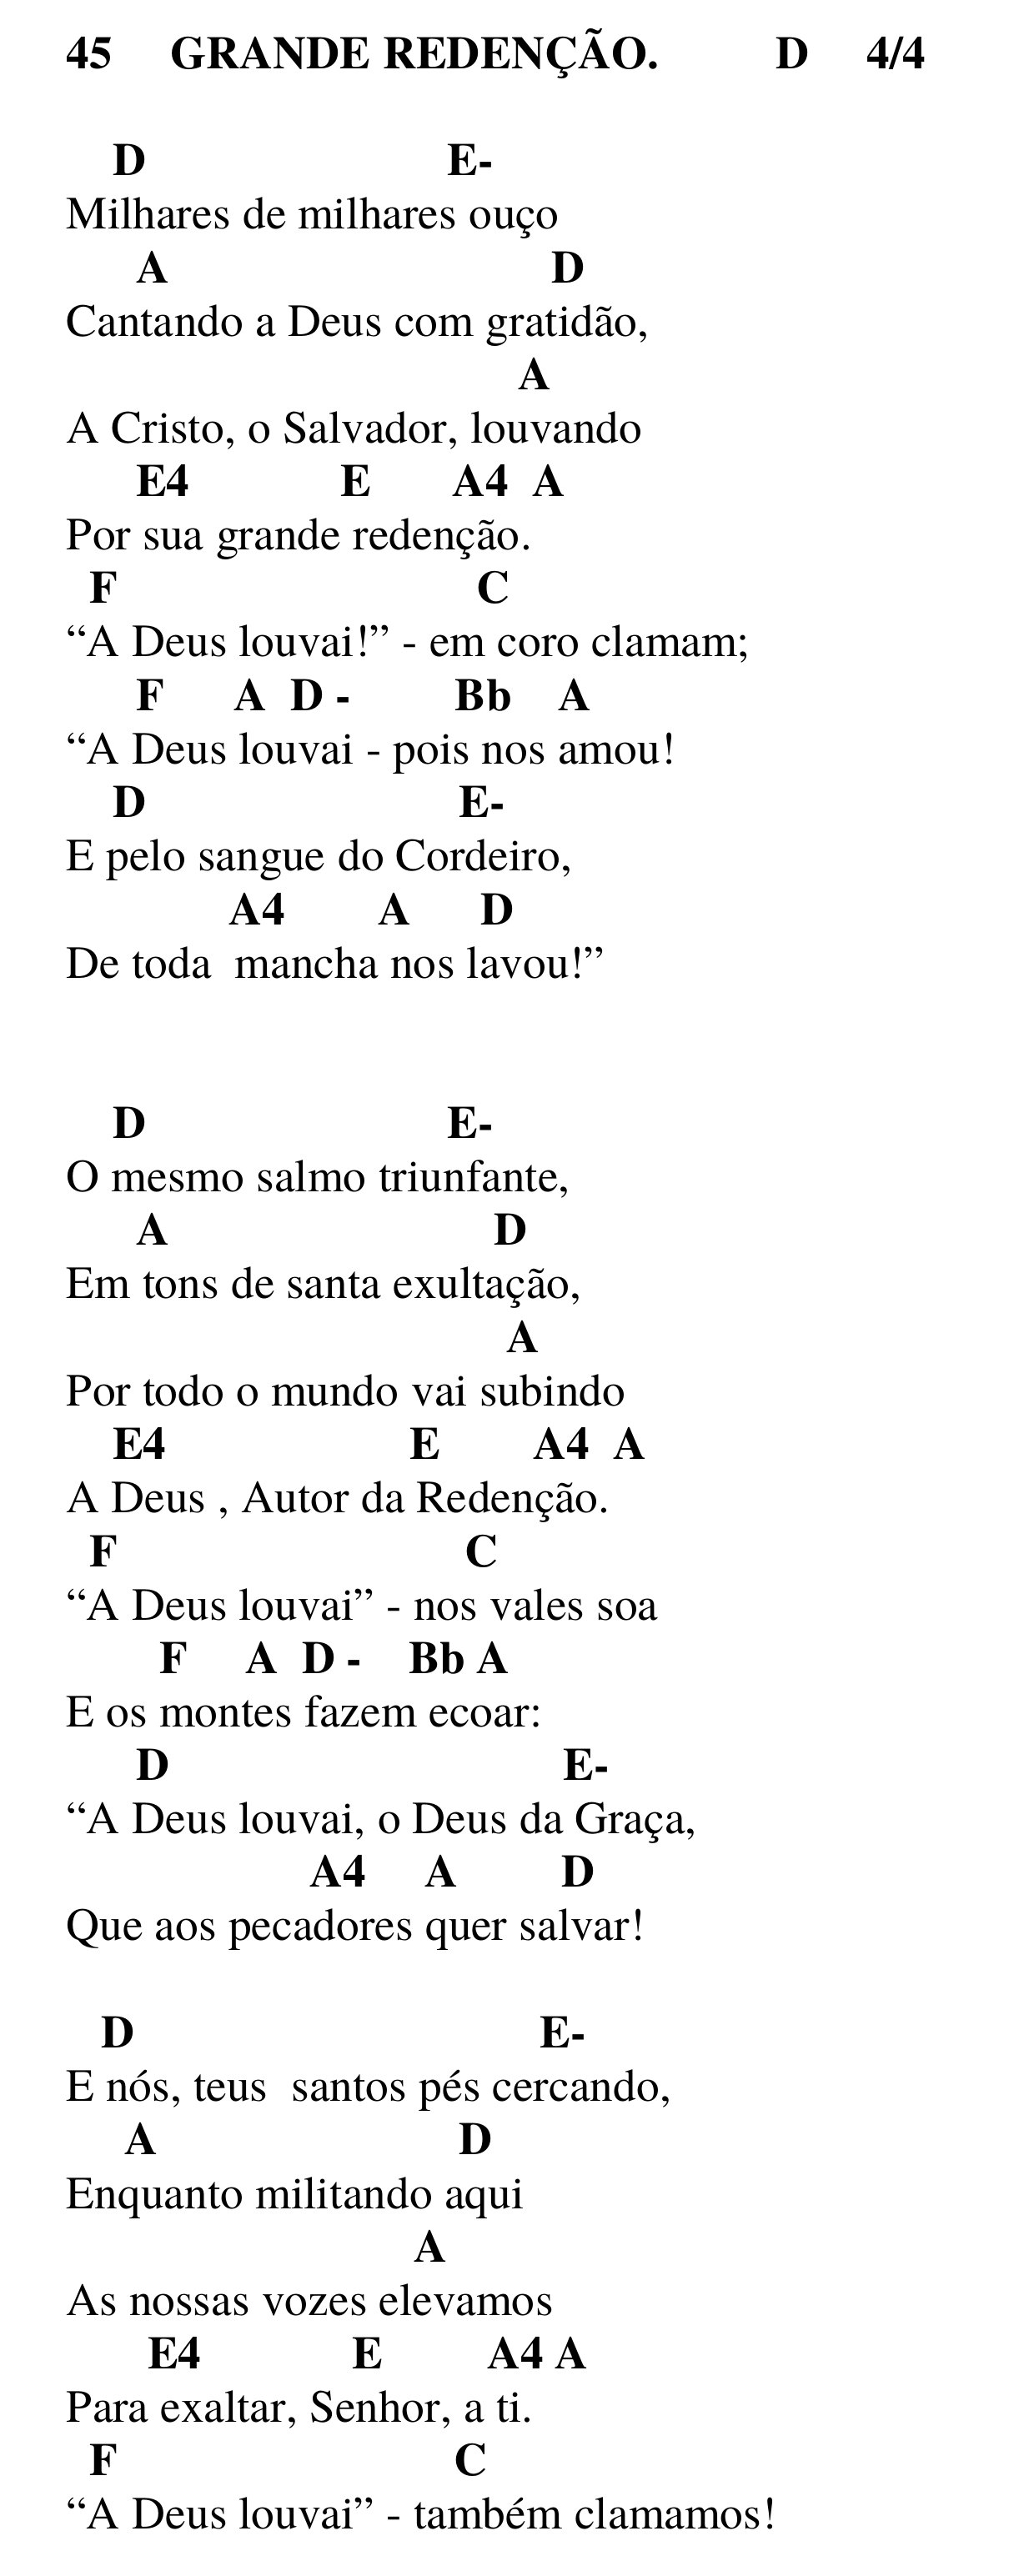 45 GRANDE REDENÇÃO. D 4/4
D E-
Milhares de milhares ouço
A D
Cantando a Deus com gratidão,
A
A Cristo, o Salvador, louvando
E4 E A4 A
Por sua grande redenção.
F C
“A Deus louvai!” - em coro clamam;
F A D - Bb A
“A Deus louvai - pois nos amou!
D E-
E pelo sangue do Cordeiro,
A4 A D
De toda mancha nos lavou!”
D E-
O mesmo salmo triunfante,
A D
Em tons de santa exultação,
A
Por todo o mundo vai subindo
E4 E A4 A
A Deus , Autor da Redenção.
F C
“A Deus louvai” - nos vales soa
F A D - Bb A
E os montes fazem ecoar:
D E-
“A Deus louvai, o Deus da Graça,
A4 A D
Que aos pecadores quer salvar!
D E-
E nós, teus santos pés cercando,
A D
Enquanto militando aqui
A
As nossas vozes elevamos
E4 E A4 A
Para exaltar, Senhor, a ti.
F C
“A Deus louvai” - também clamamos!